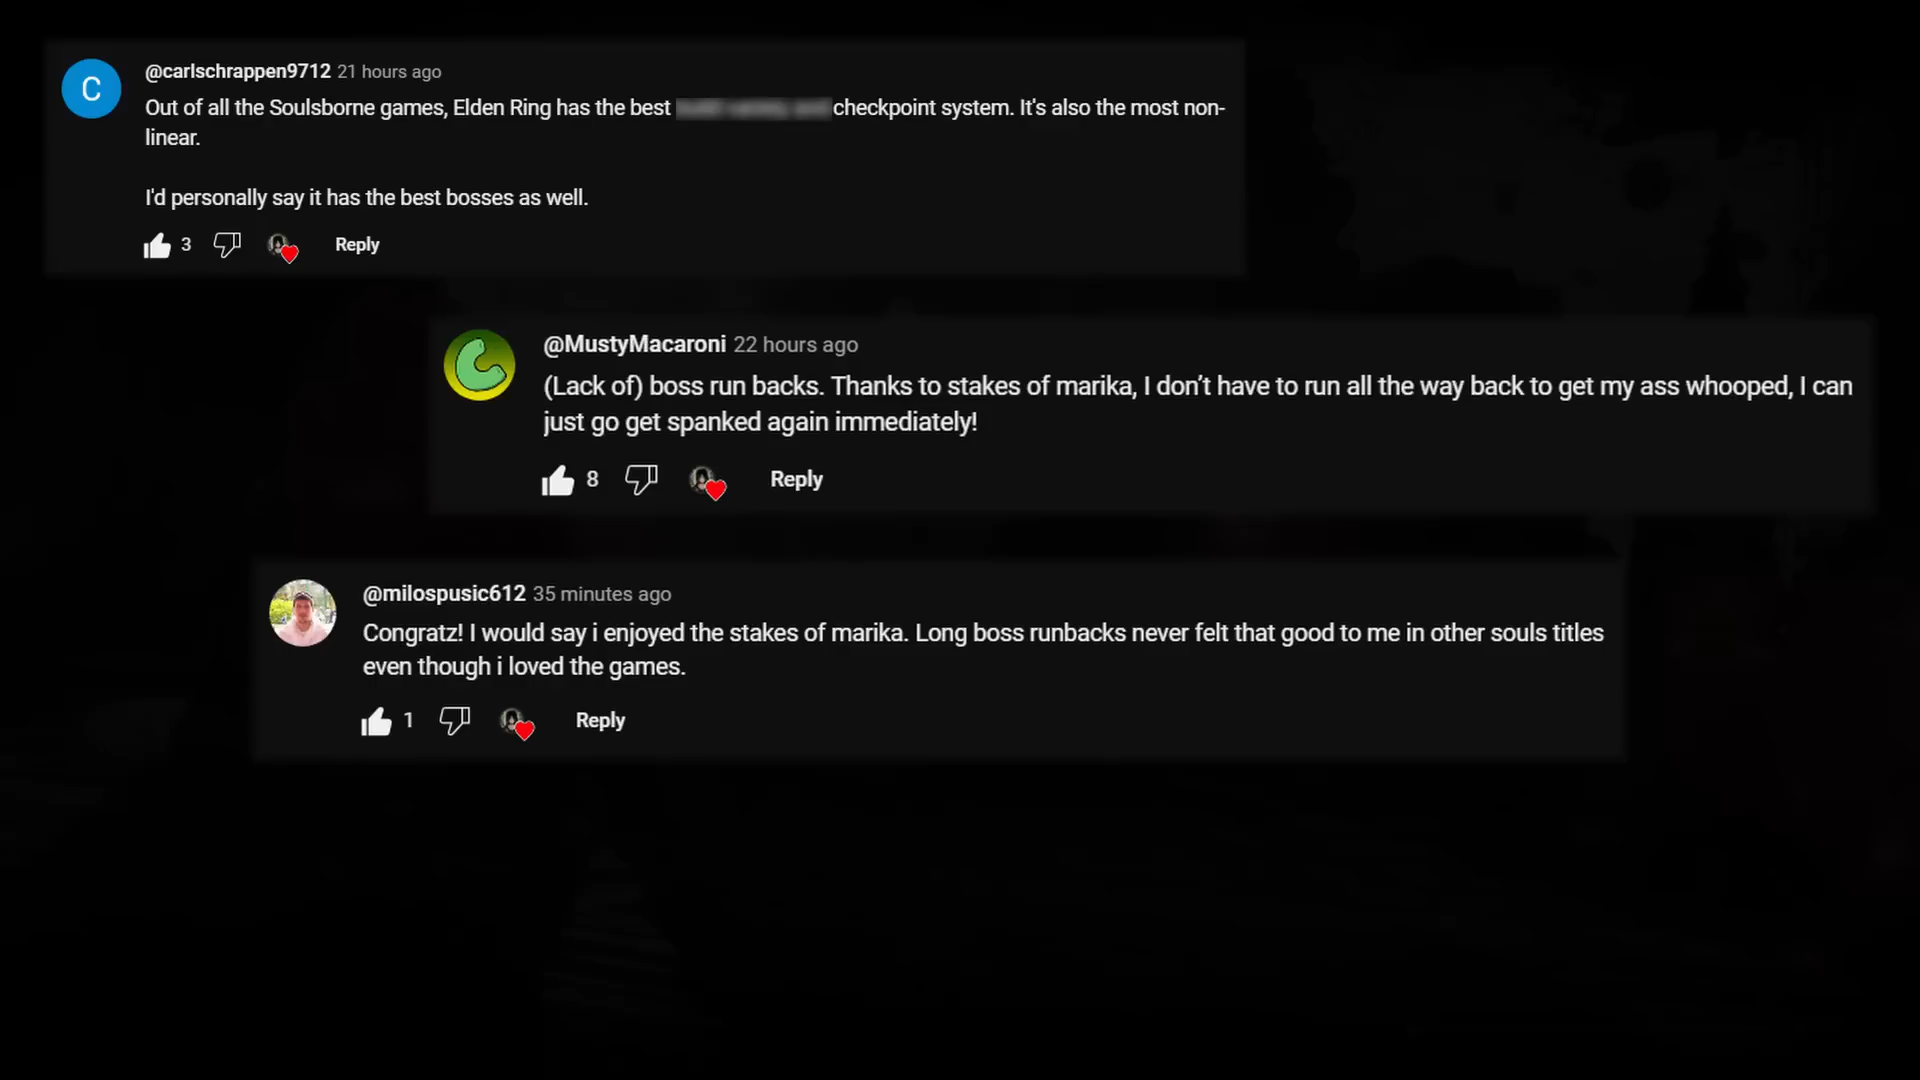 C
@carlschrappen9712 21 hours ago
Out of all the Soulsborne games, Elden Ring has the best checkpoint system. It's also the most non-
linear.
I'd personally say it has the best bosses as well.
3 Reply
@MustyMacaroni 22 hours ago
(Lack of) boss run backs. Thanks to stakes of marika, I don’t have to run all the way back to get my ass whooped, I can
just go get spanked again immediately!
8 Reply
@milospusic612 35 minutes ago
Congratz! I would say i enjoyed the stakes of marika. Long boss runbacks never felt that good to me in other souls titles
even though i loved the games.
1 Reply